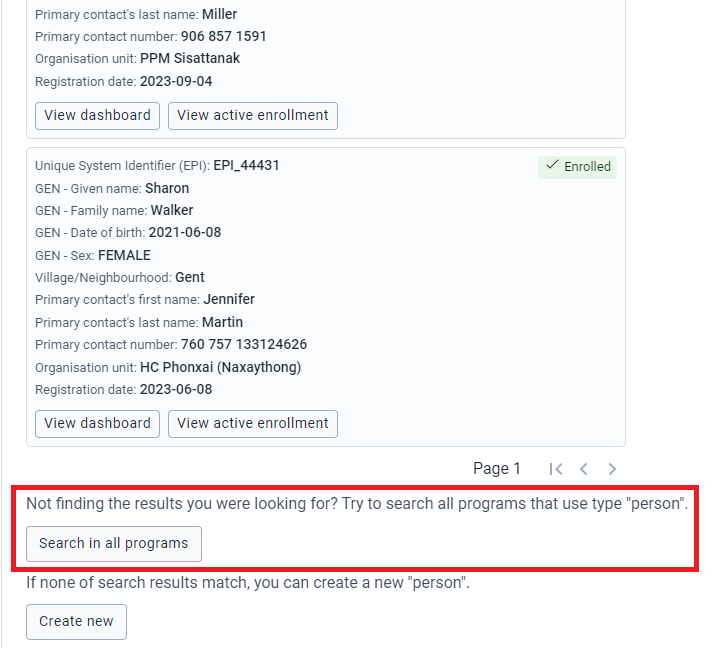 Primary contact's last name: Miller
Primary contact number: 906 857 1591
Organisation unit: PPM Sisattanak
Registration date: 2023-09-04
View dashboard View active enrollment
Unique System Identifier (EPI): EPI_44431 Enrolled
GEN - Given name: Sharon
GEN - Family name: Walker
GEN - Date of birth: 2021-06-08
GEN - Sex: FEMALE
Village/Neighbourhood: Gent
Primary contact's first name: Jennifer
Primary contact's last name: Martin
Primary contact number: 760 757 133124626
Organisation unit: HC Phonxai (Naxaythong)
Registration date: 2023-06-08
View dashboard View active enrollment
Page 1
Not finding the results you were looking for? Try to search all programs that use type "person".
Search in all programs
If none of search results match, you can create a new "person".
Create new